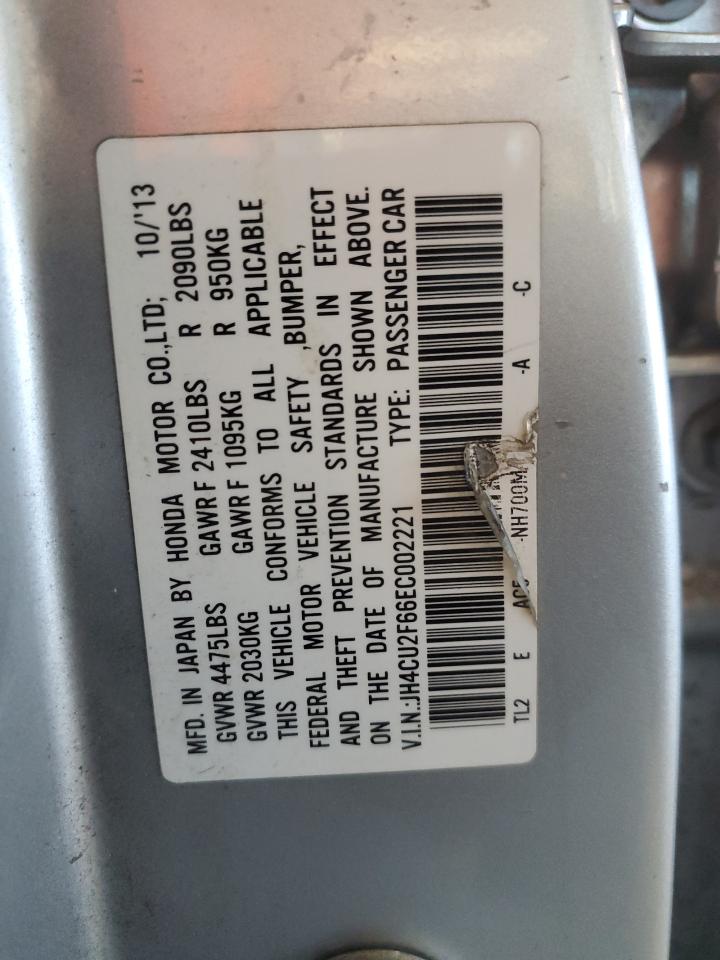 MFD. IN JAPAN BY HONDA MOTOR CO.,LTD; 10/'13
GVWR 4475LBS GAWR F 2410LBS R 2090LBS
GVWR 2030KG GAWR F 1095KG R 950KG
THIS VEHICLE CONFORMS TO ALL APPLICABLE
FEDERAL MOTOR VEHICLE SAFETY ,BUMPER,
AND THEFT PREVENTION STANDARDS IN EFFECT
ON THE DATE OF MANUFACTURE SHOWN ABOVE.
V.I.N.:JH4CU2F66EC002221 TYPE: PASSENGER CAR
TL2 E -NH700M -A -C